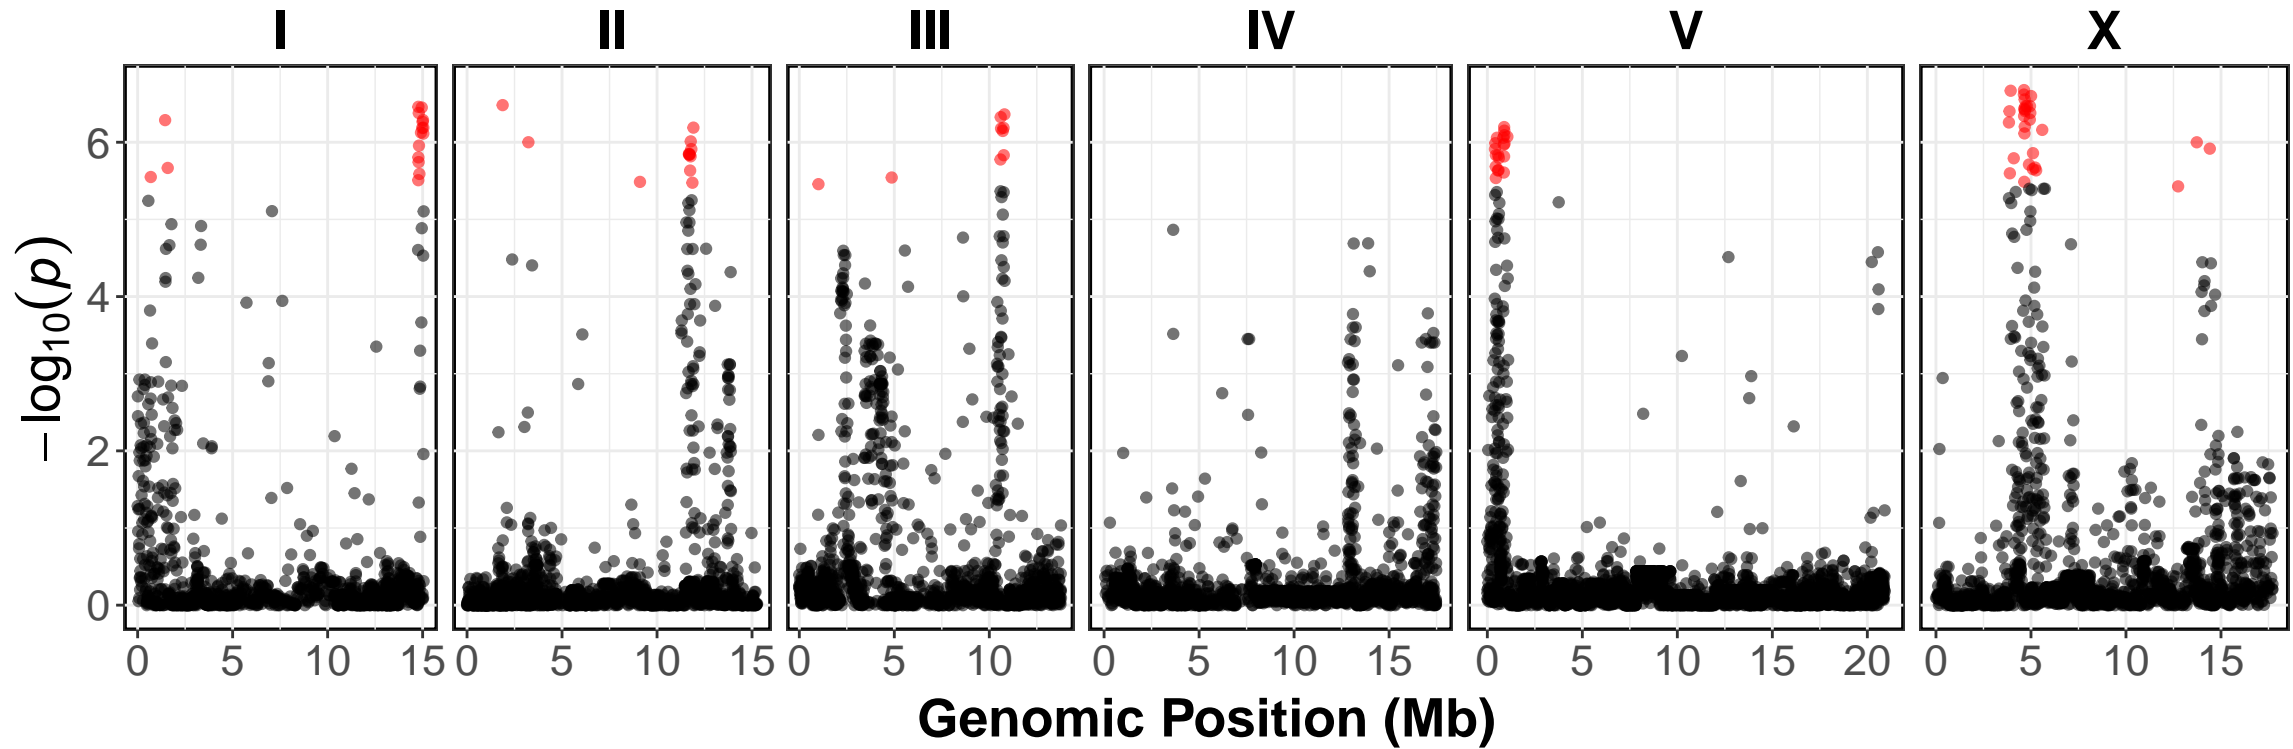 I II III IV V X
−log10(p)
6
4
2
0
0 5 10 15 0 5 10 15 0 5 10 0 5 10 15 0 5 10 15 20 0 5 10 15
Genomic Position (Mb)